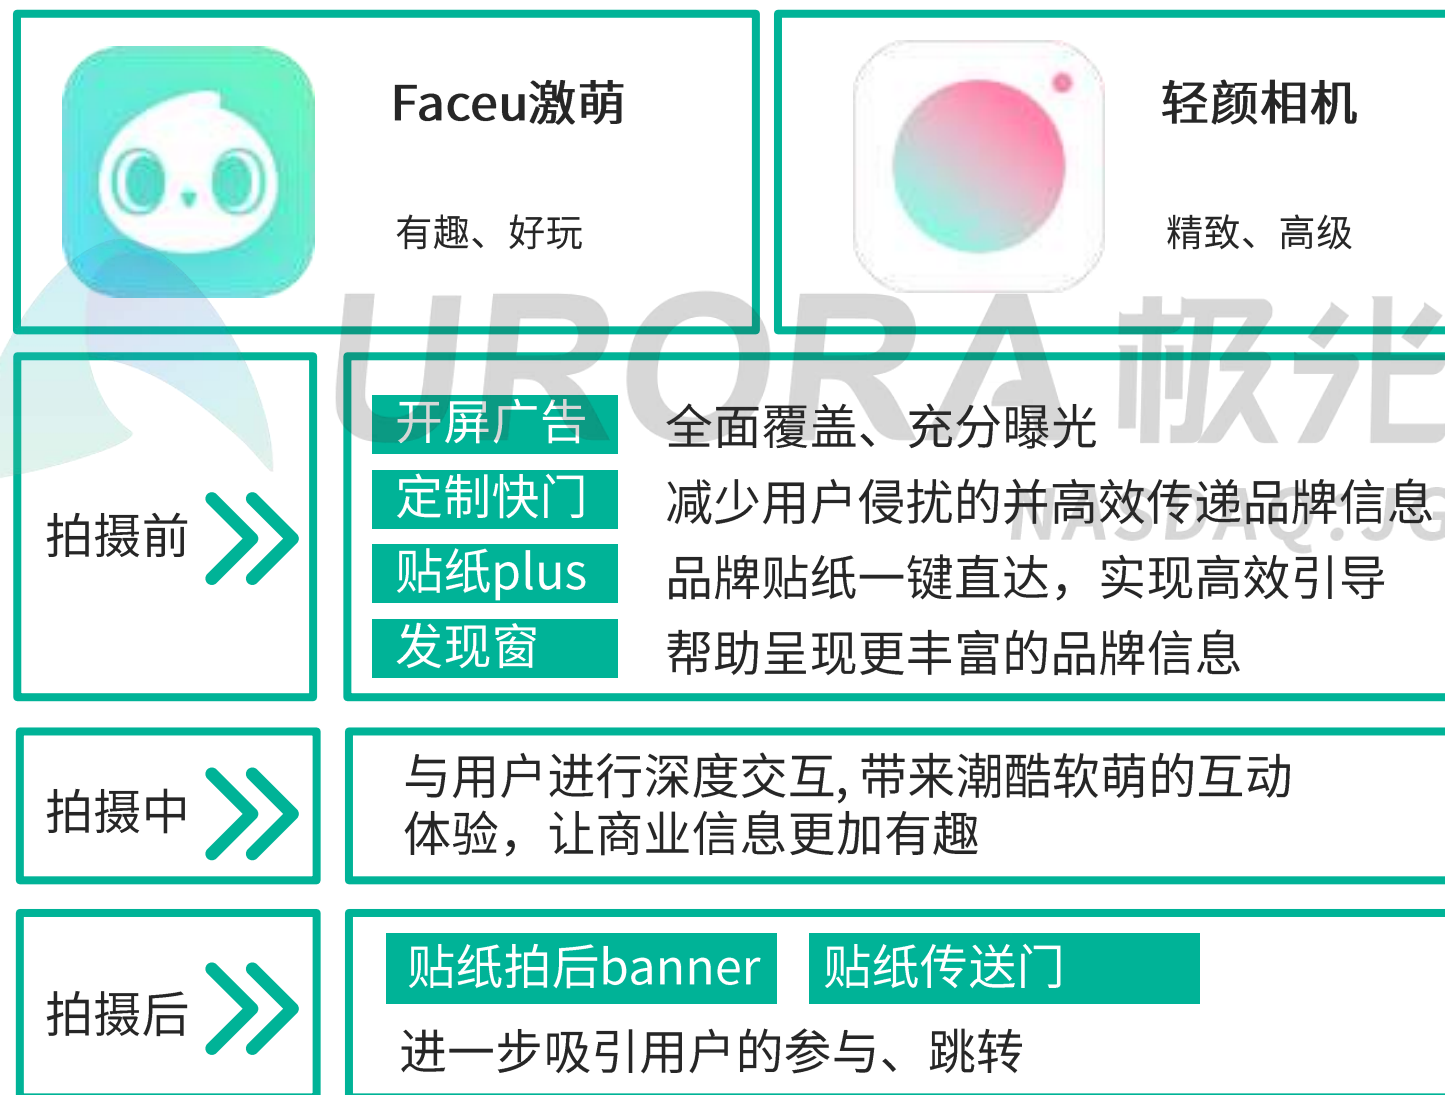 Faceu激萌
有趣、好玩
轻颜相机
精致、高级
URORA 极光
NASDAQ:JG
拍摄前
开屏广告 全面覆盖、充分曝光
定制快门 减少用户侵扰的并高效传递品牌信息
贴纸plus 品牌贴纸一键直达，实现高效引导
发现窗 帮助呈现更丰富的品牌信息
拍摄中
与用户进行深度交互,带来潮酷软萌的互动
体验，让商业信息更加有趣
拍摄后
贴纸拍后banner 贴纸传送门
进一步吸引用户的参与、跳转